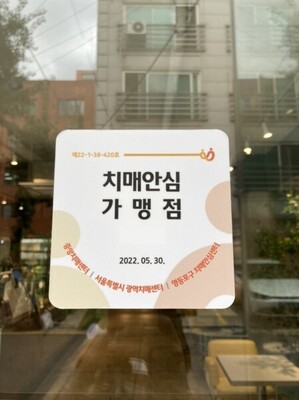 제22-1-39-420호
치매안심
가맹점
2022. 05. 30.
중앙치매센터 | 서울특별시 광역치매센터 | 영등포구 치매안심센터